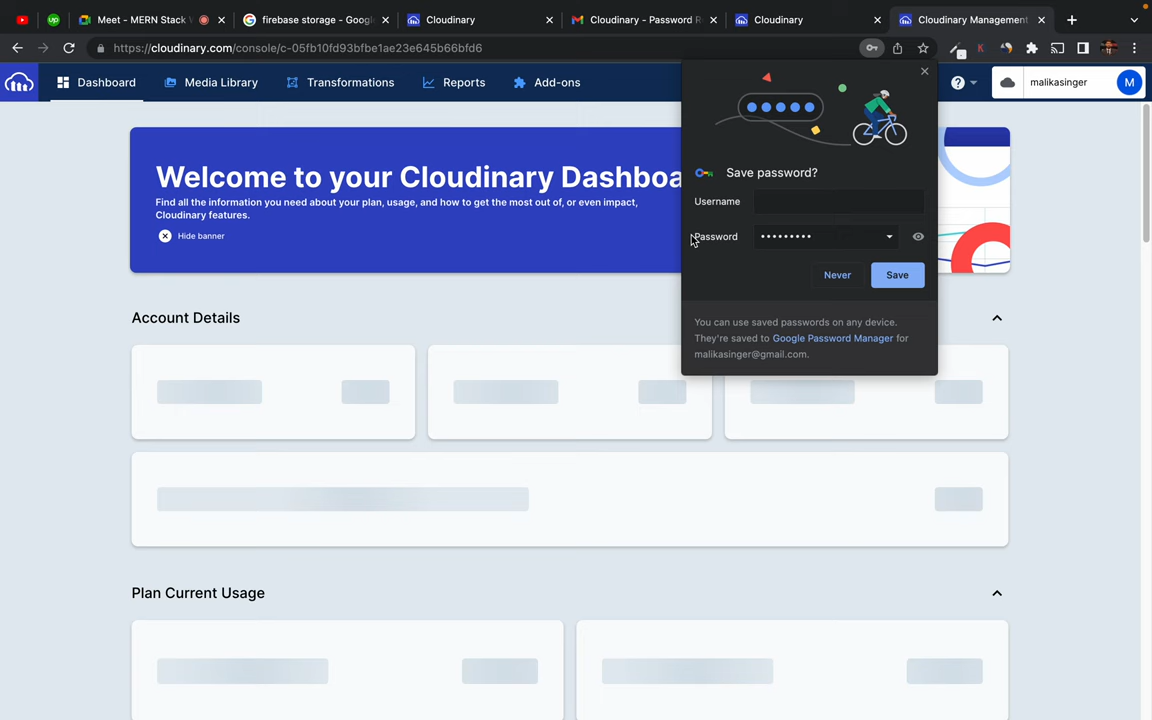 Meet - MERN Stack
firebase storage - Google
Cloudinary
Cloudinary - Password R
Cloudinary
Cloudinary Management
https://cloudinary.com/console/c-05fb10fd93bfbe1ae23e645b66bfd6
Dashboard
Media Library
Transformations
Reports
Add-ons
malikasinger
M
Welcome to your Cloudinary Dashboa
Find all the information you need about your plan, usage, and how to get the most out of, or even impact,
Cloudinary features.
Hide banner
Save password?
Username
Password
Never
Save
You can use saved passwords on any device.
They're saved to Google Password Manager for
malikasinger@gmail.com.
Account Details
Plan Current Usage